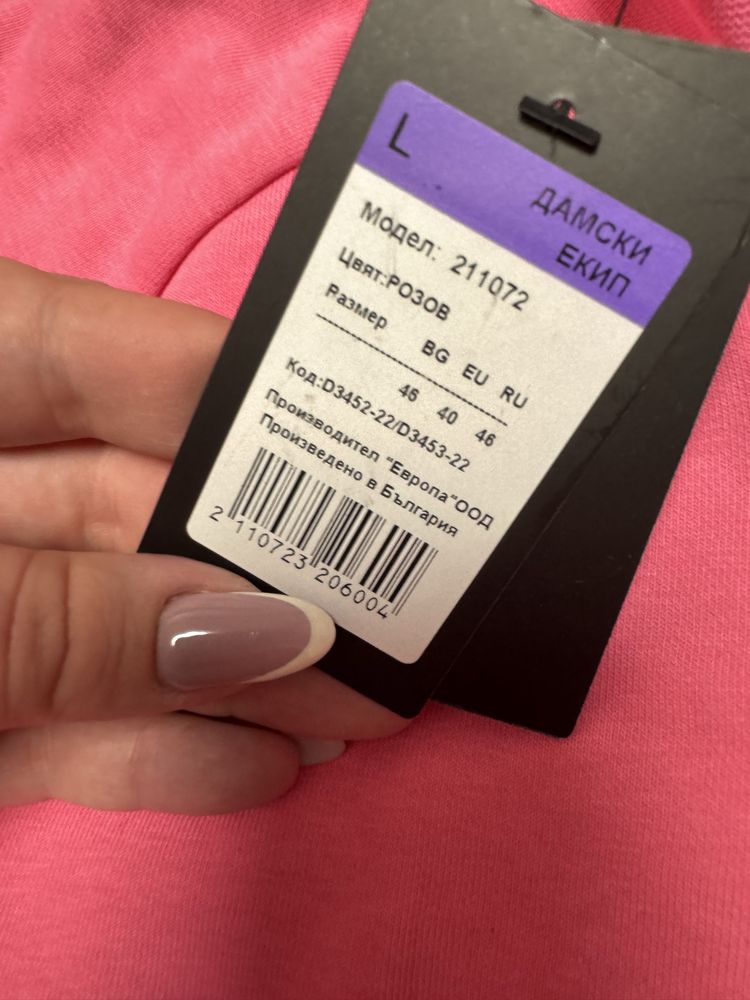 L
ДАМСКИ
ЕКИП
Модел: 211072
Цвят:РОЗОВ
Размер BG EU RU
46 40 46
Код:D3452-22/D3453-22
Производител "Европа"ООД
Произведено в България
2 110723 206004